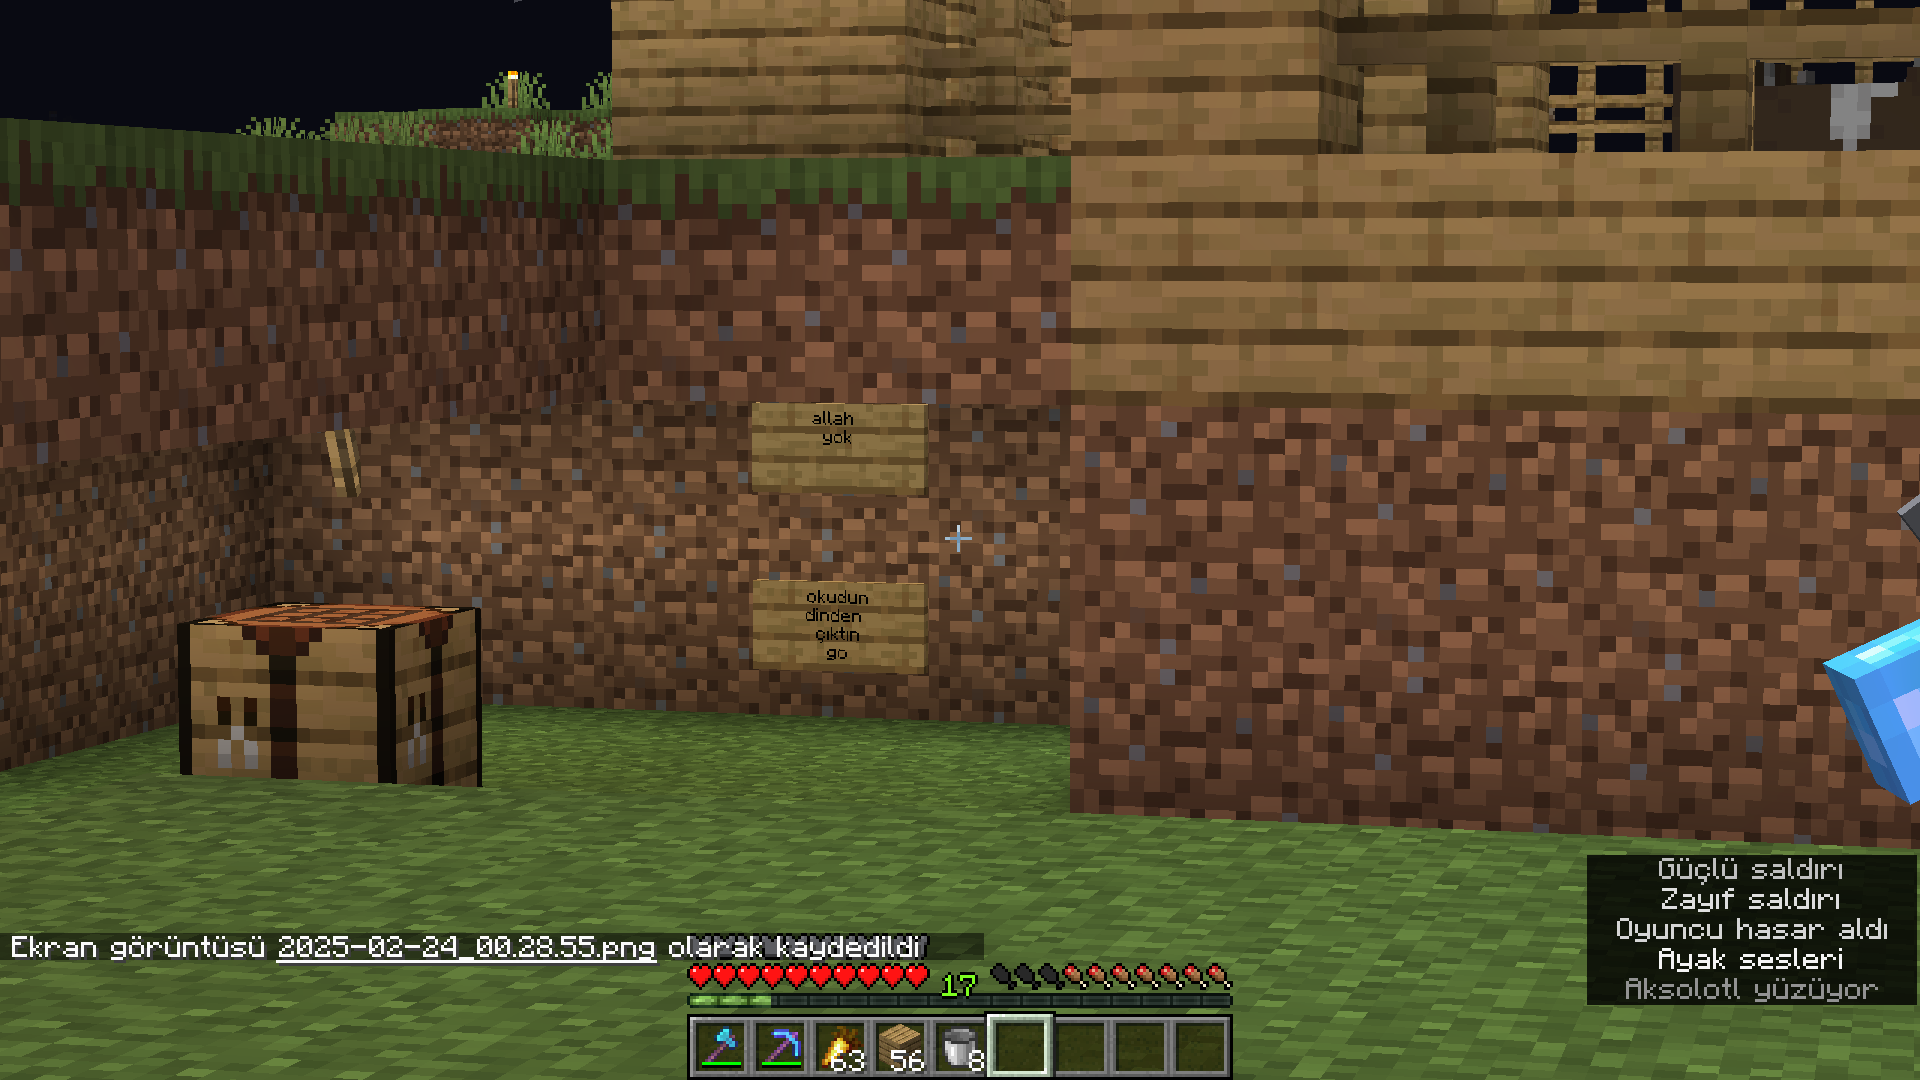 allah
yok
okudun
dinden
çıktın
go
Güçlü saldırı
Zayıf saldırı
Oyuncu hasar aldı
Ayak sesleri
Aksolotl yüzüyor
Ekran görüntüsü 2025-02-24_00.28.55.png olarak kaydedildi
17
63
56
8